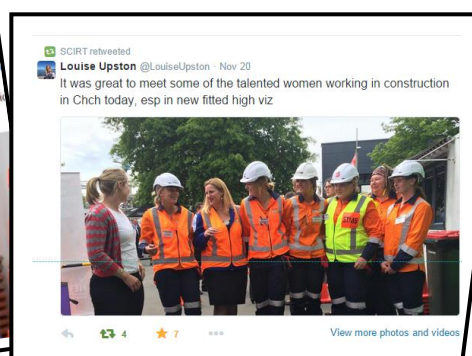 SCIRT retweeted
Louise Upston @LouiseUpston · Nov 20
It was great to meet some of the talented women working in construction
in Chch today, esp in new fitted high viz
4 7
View more photos and videos